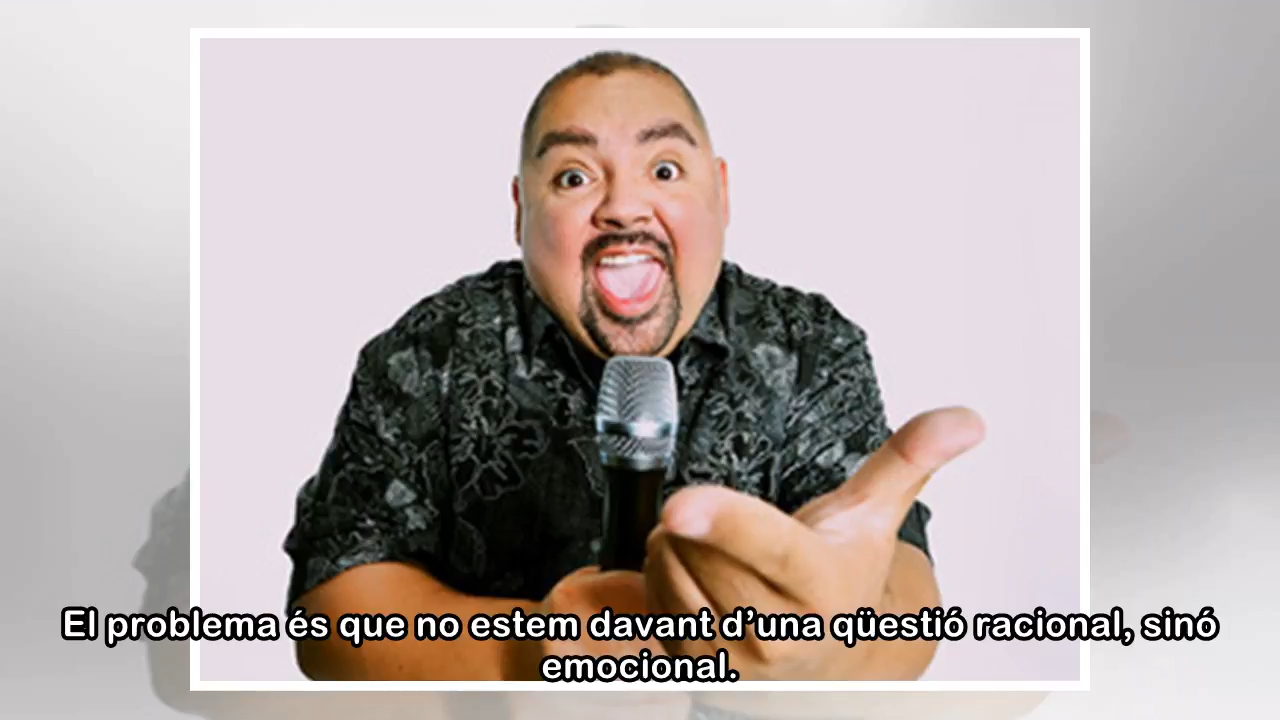 El problema és que no estem davant d’una qüestió racional, sinó
emocional.